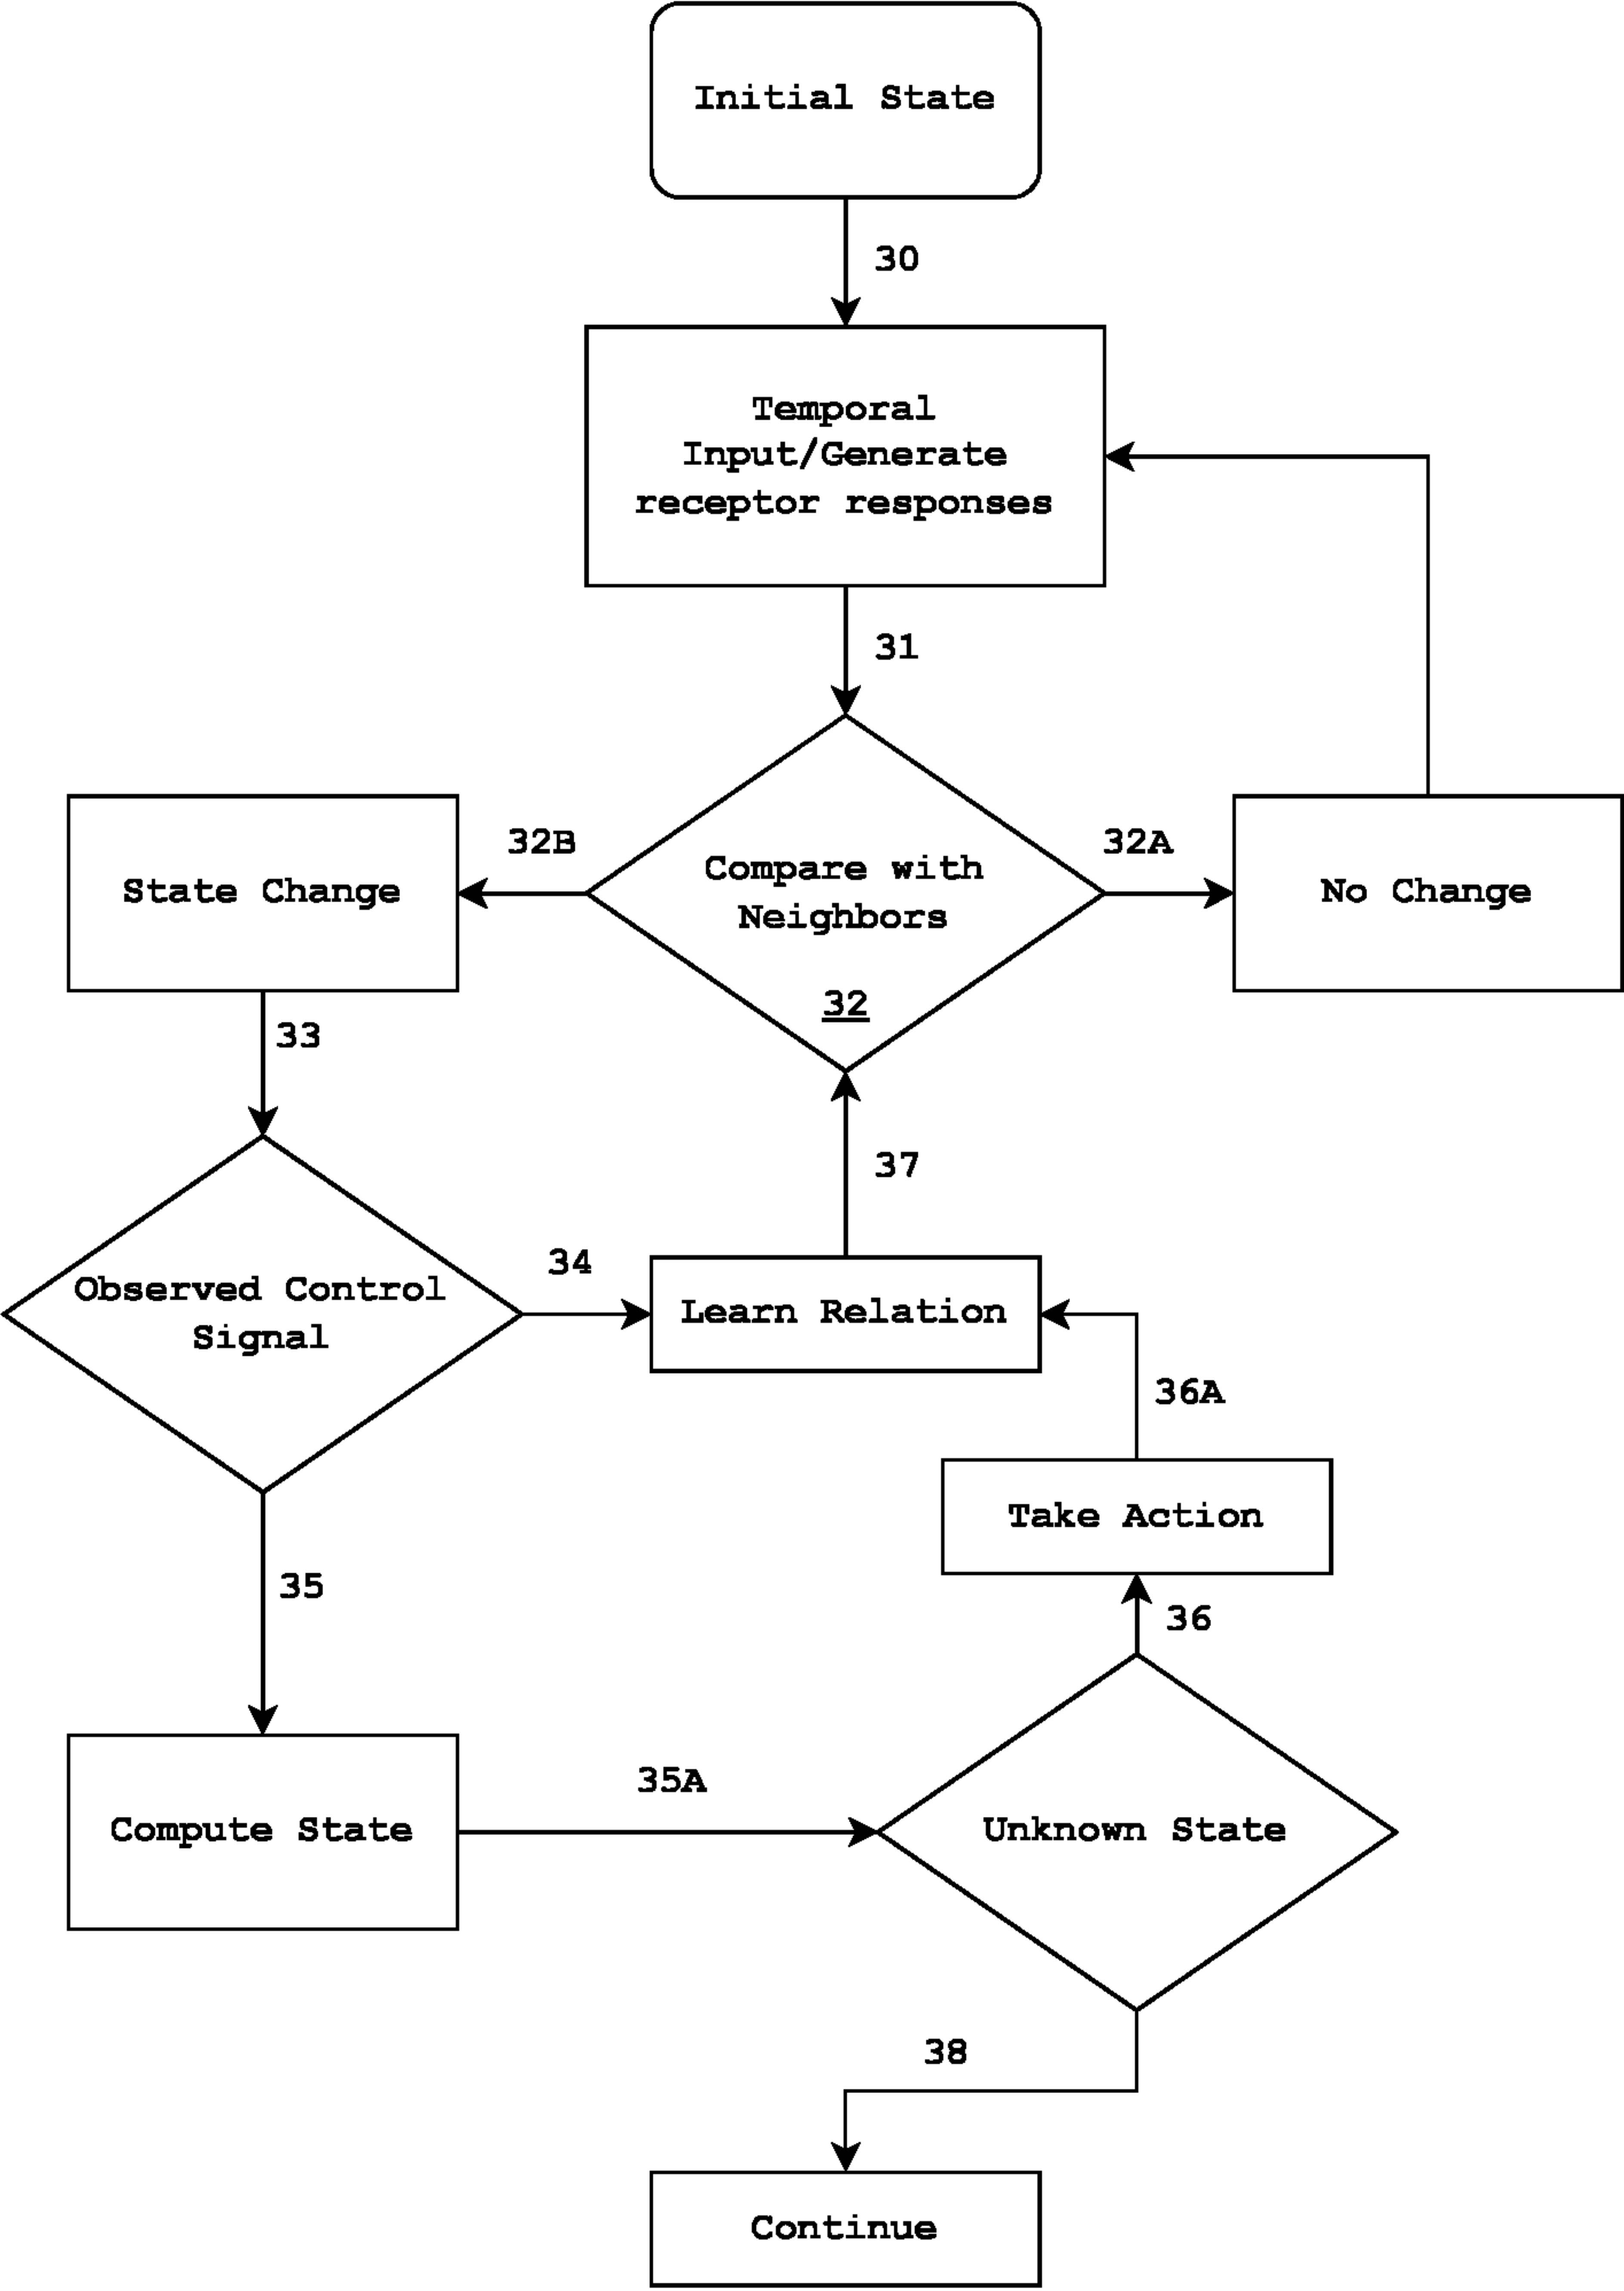 Initial State
30
Temporal
Input/Generate
receptor responses
31
32B
32A
State Change
Compare with
Neighbors
32
No Change
33
37
Observed Control
Signal
34
Learn Relation
36A
Take Action
35
36
35A
Compute State
Unknown State
38
Continue